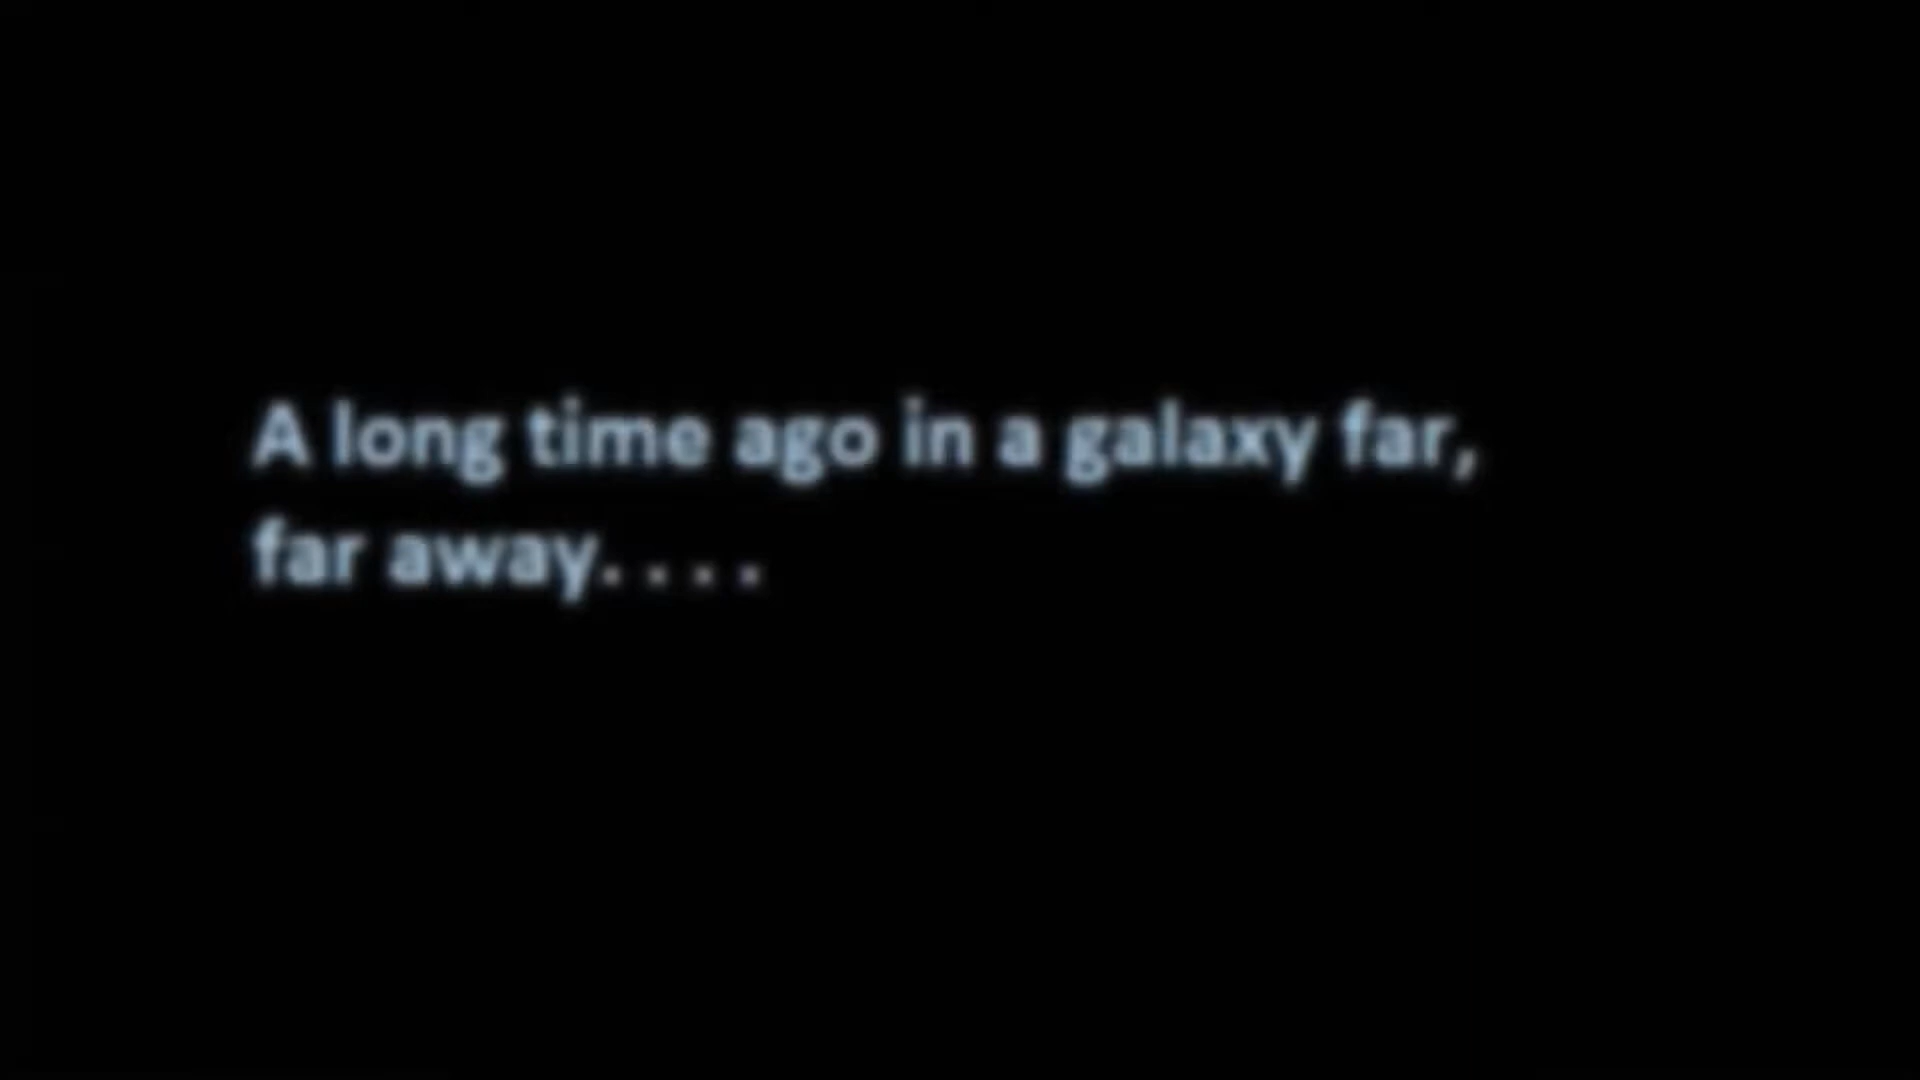 A long time ago in a galaxy far,
far away. . . .